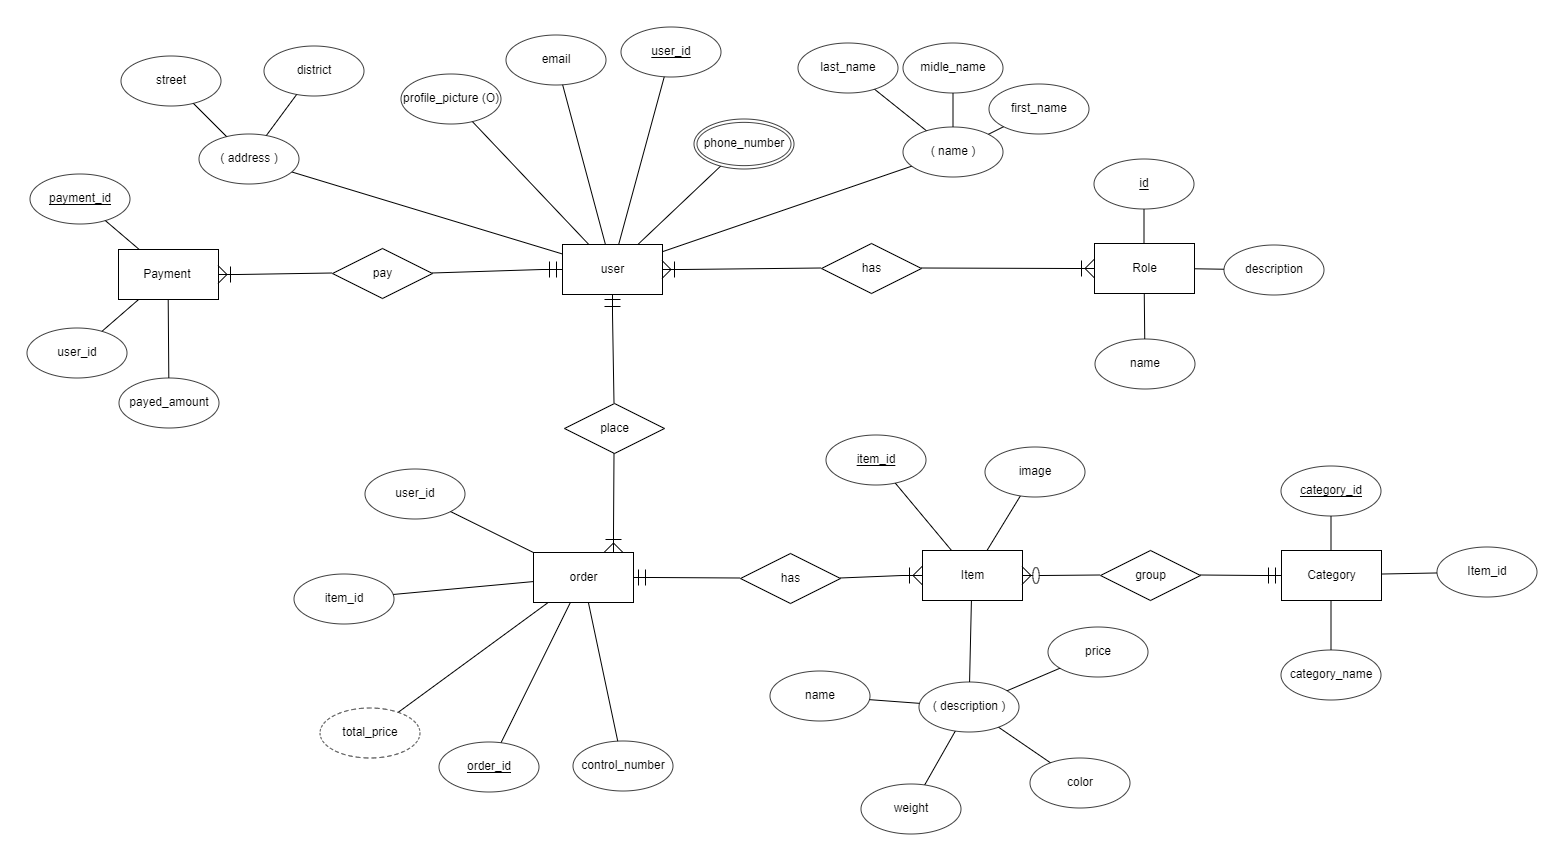 user_id
email
last_name
midle_name
district
street
profile_picture (O)
first_name
phone_number
( name )
( address )
id
payment_id
Payment
pay
user
has
Role
description
user_id
name
payed_amount
place
item_id
image
user_id
category_id
order
has
Item
group
Category
Item_id
item_id
price
category_name
name
( description )
total_price
order_id
control_number
color
weight